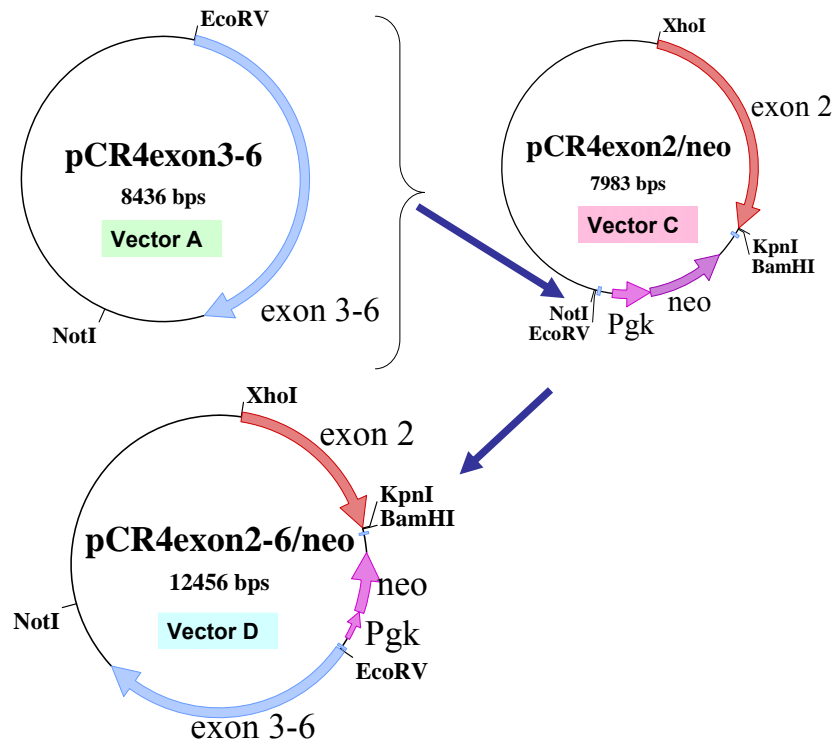 EcoRV
pCR4exon3-6
8436 bps
Vector A
exon 3-6
NotI
XhoI
exon 2
pCR4exon2/neo
7983 bps
Vector C
KpnI
BamHI
neo
Pgk
NotI
EcoRV
XhoI
exon 2
KpnI
BamHI
pCR4exon2-6/neo
12456 bps
neo
NotI
Vector D
Pgk
EcoRV
exon 3-6